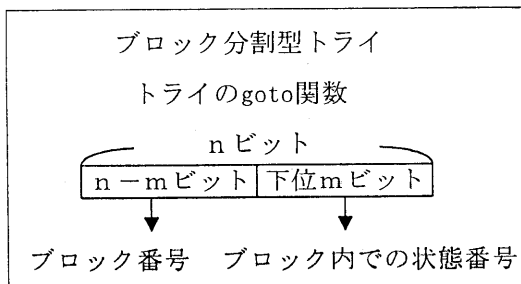 ブロック分割型トライ
トライのgoto関数
nビット
n－mビット 下位mビット
ブロック番号 ブロック内での状態番号